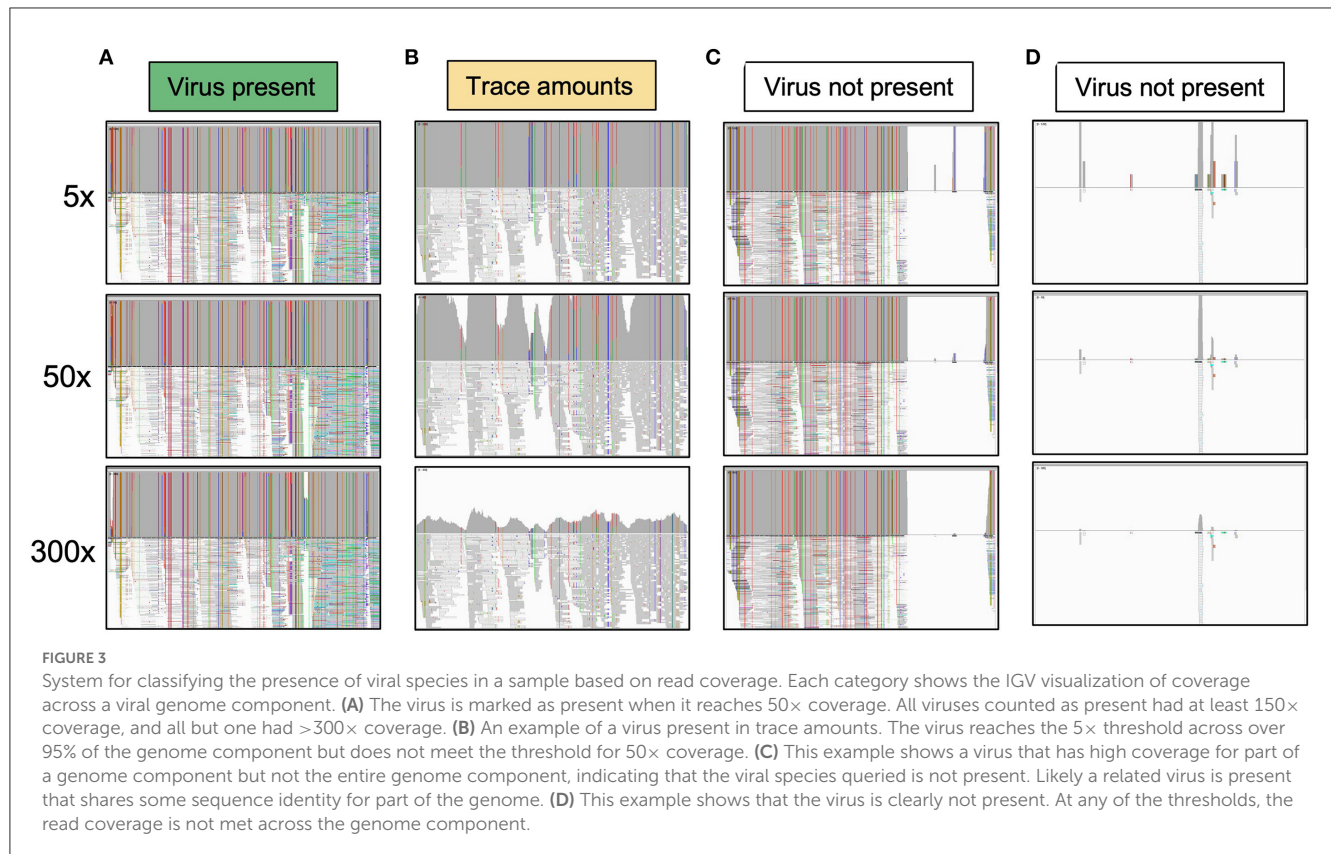 A
B
C
D
Virus present
Trace amounts
Virus not present
Virus not present
5x
50x
300x
FIGURE 3
System for classifying the presence of viral species in a sample based on read coverage. Each category shows the IGV visualization of coverage
across a viral genome component. (A) The virus is marked as present when it reaches 50× coverage. All viruses counted as present had at least 150×
coverage, and all but one had >300× coverage. (B) An example of a virus present in trace amounts. The virus reaches the 5× threshold across over
95% of the genome component but does not meet the threshold for 50× coverage. (C) This example shows a virus that has high coverage for part of
a genome component but not the entire genome component, indicating that the viral species queried is not present. Likely a related virus is present
that shares some sequence identity for part of the genome. (D) This example shows that the virus is clearly not present. At any of the thresholds, the
read coverage is not met across the genome component.